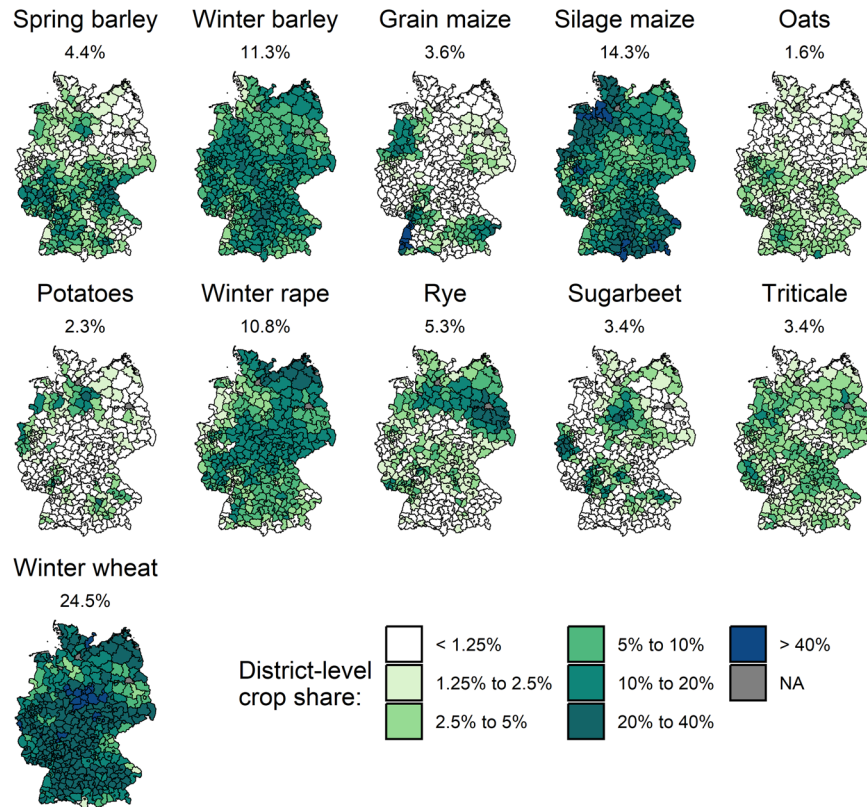 Spring barley
4.4%
Winter barley
11.3%
Grain maize
3.6%
Silage maize
14.3%
Oats
1.6%
Potatoes
2.3%
Winter rape
10.8%
Rye
5.3%
Sugarbeet
3.4%
Triticale
3.4%
Winter wheat
24.5%
District-level
crop share:
< 1.25%
1.25% to 2.5%
2.5% to 5%
5% to 10%
10% to 20%
20% to 40%
> 40%
NA